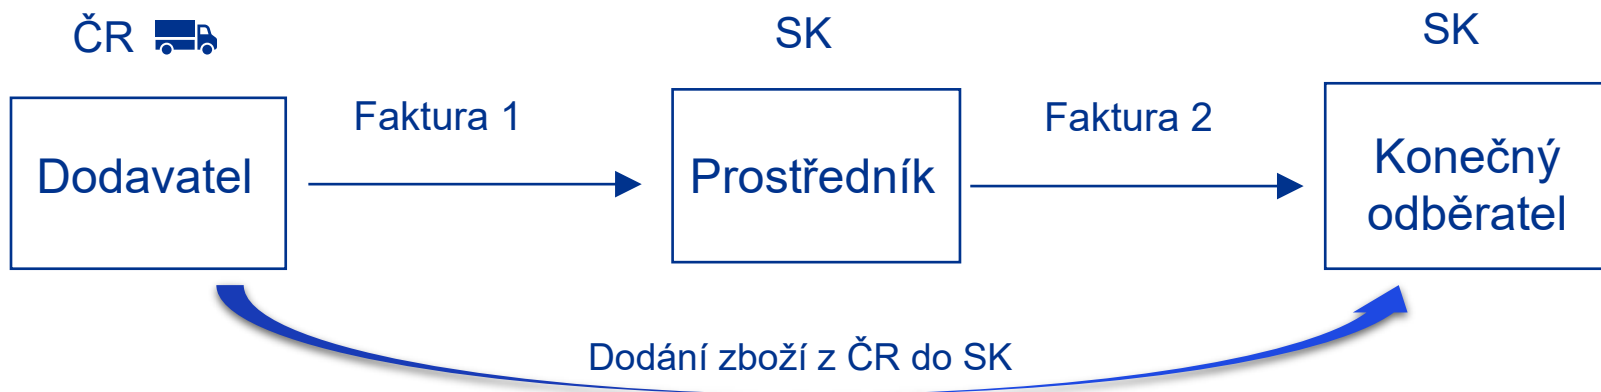 ČR
SK
SK
Dodavatel
Faktura 1
Prostředník
Faktura 2
Konečný
odběratel
Dodání zboží z ČR do SK